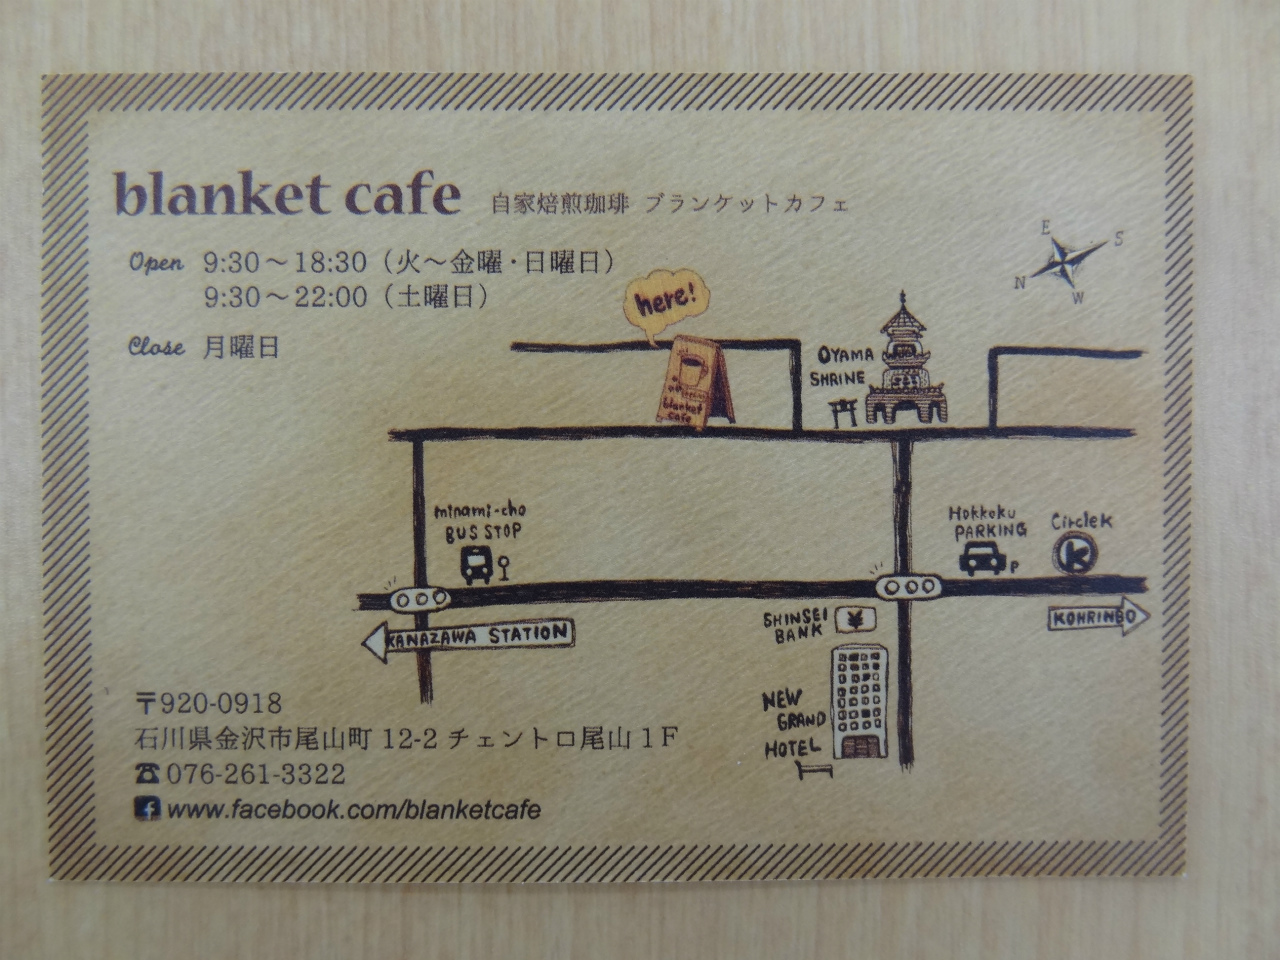 blanket cafe 自家焙煎珈琲 ブランケットカフェ
Open 9:30～18:30（火～金曜・日曜日）
9:30～22:00（土曜日）
Close 月曜日
E
S
N
W
here!
blanket
cafe
OYAMA
SHRINE
minami-cho
BUS STOP
Hokkoku
PARKING
P
CircleK
K
KANAZAWA STATION
SHINSEI
BANK
¥
KOHRINBO
NEW
GRAND
HOTEL
〒920-0918
石川県金沢市尾山町 12-2 チェントロ尾山 1F
☎076-261-3322
f www.facebook.com/blanketcafe